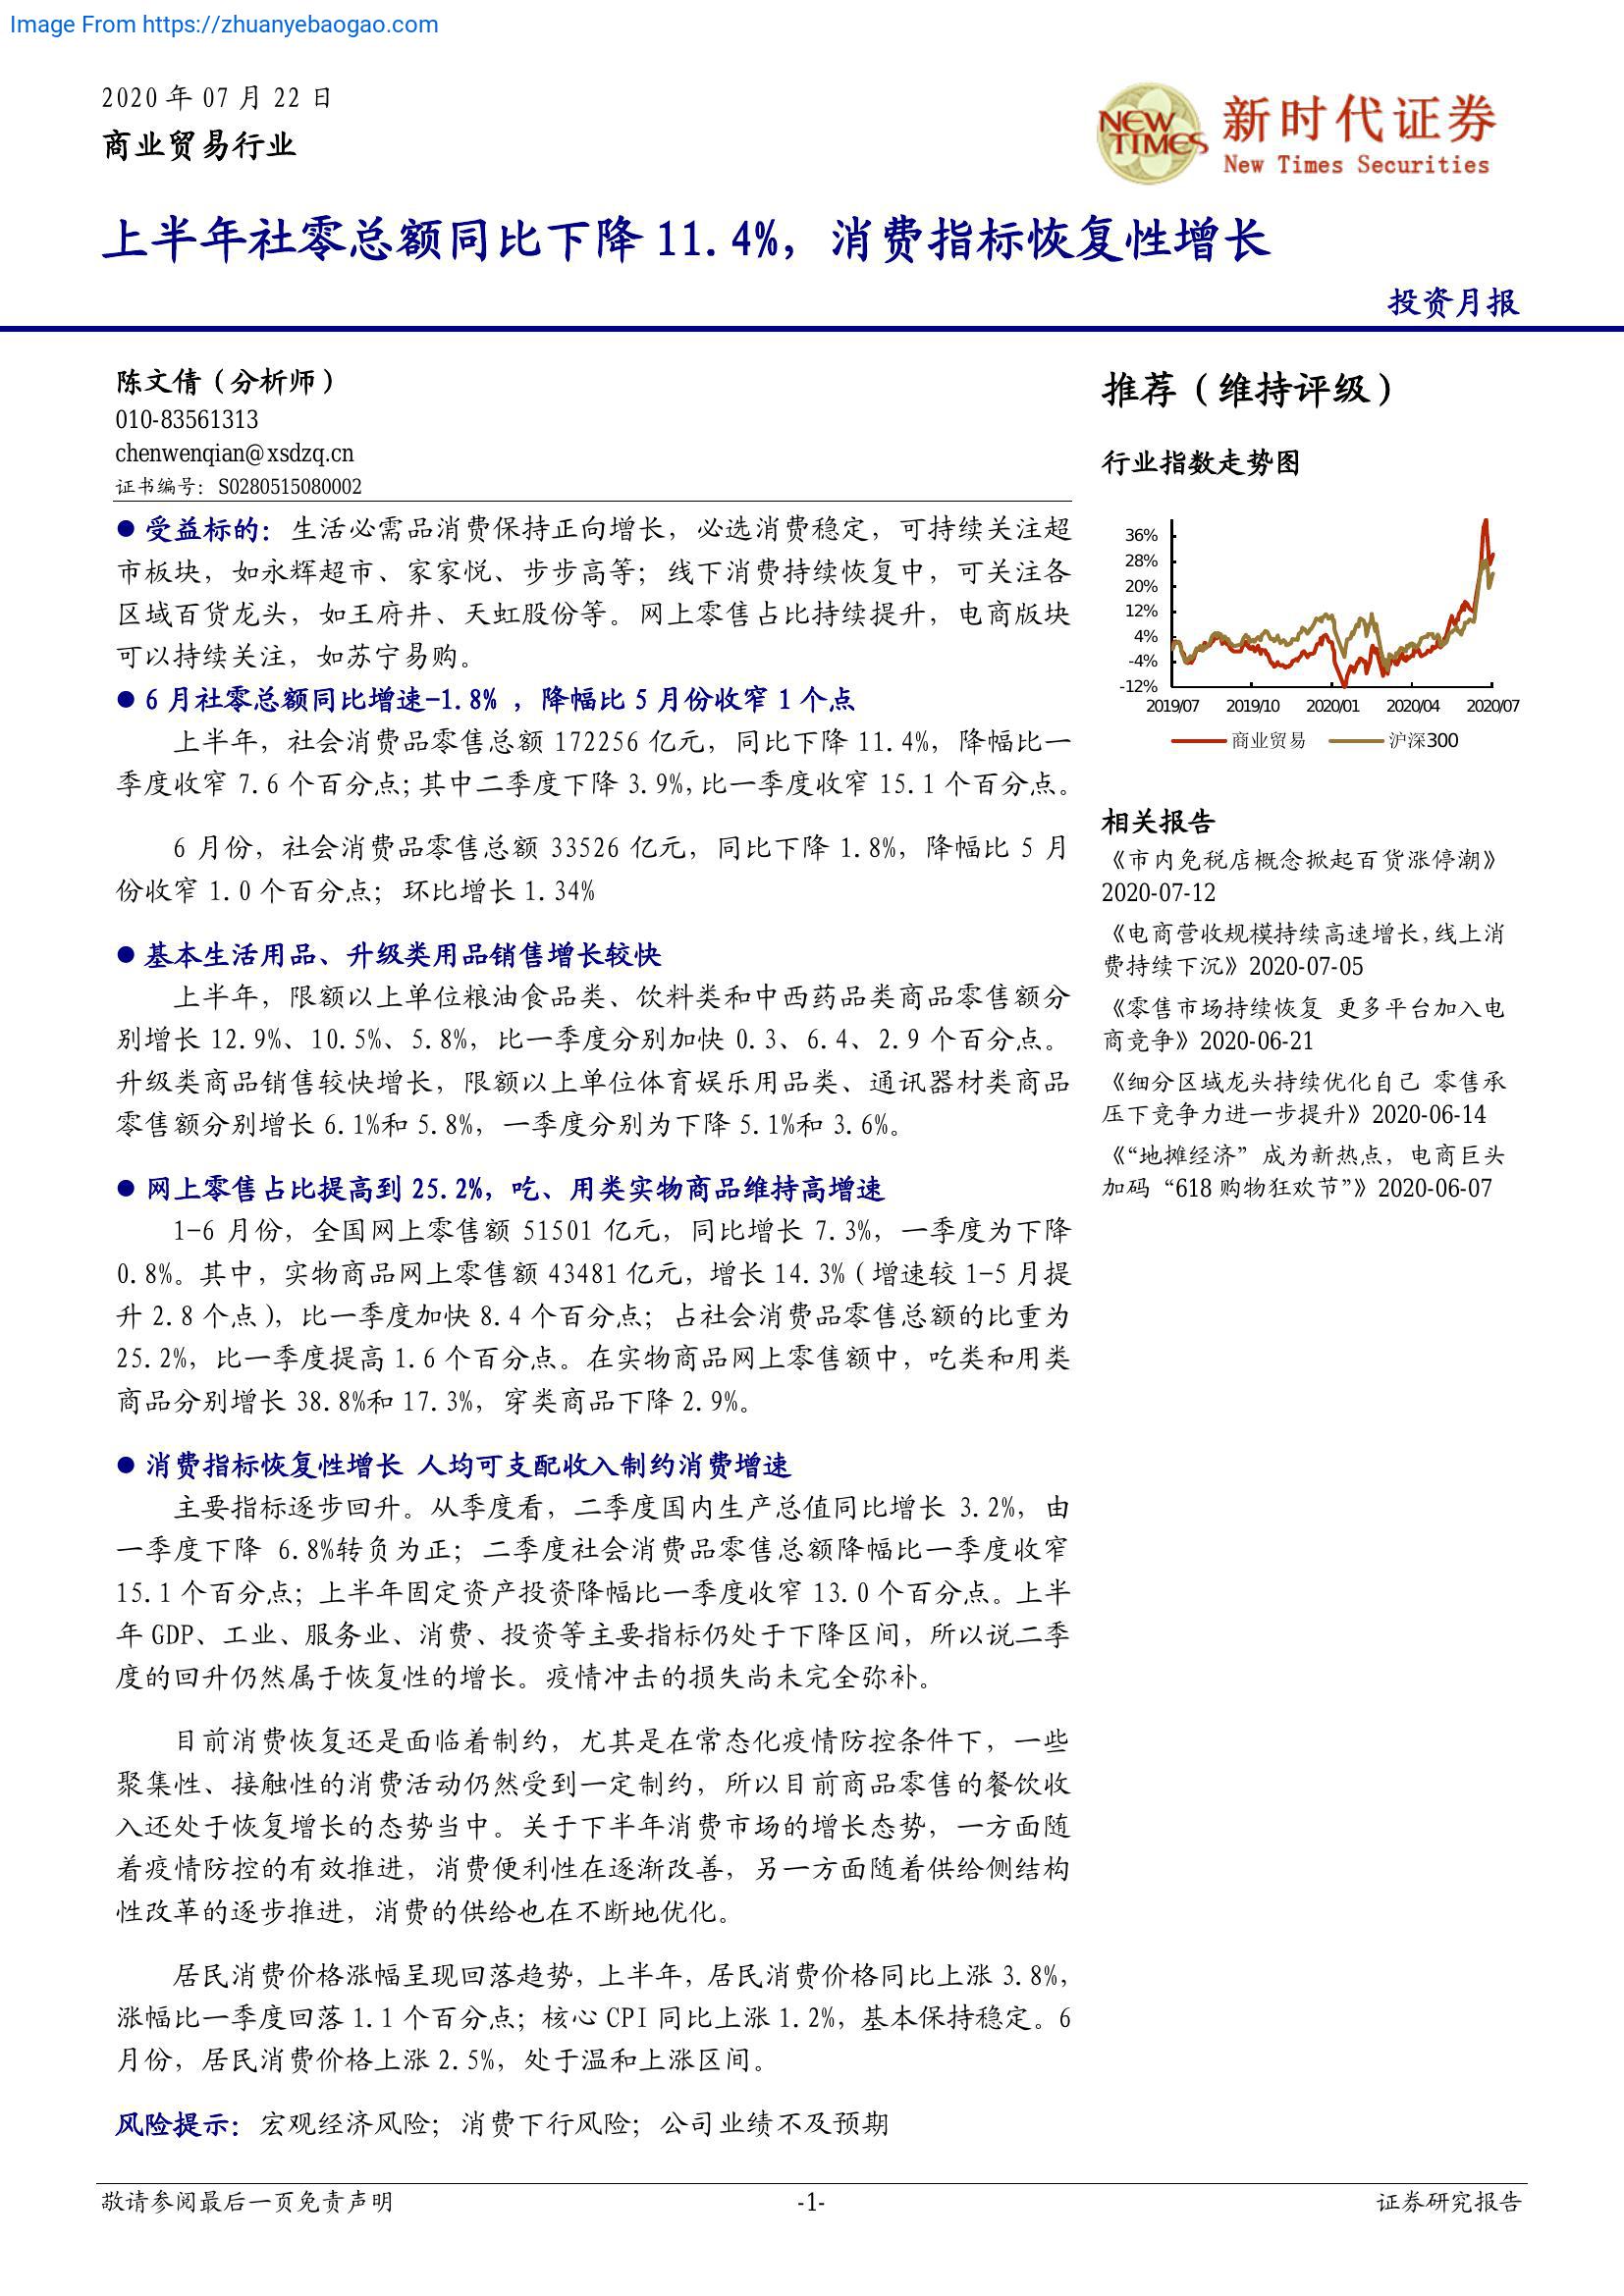 Image From https://zhuanyebaogao.com
2020 年 07 月 22 日
商业贸易行业
NEW TIMES
新时代证券
New Times Securities
上半年社零总额同比下降 11.4%，消费指标恢复性增长
投资月报
陈文倩（分析师）
010-83561313
chenwenqian@xsdzq.cn
证书编号：S0280515080002
● 受益标的：生活必需品消费保持正向增长，必选消费稳定，可持续关注超
市板块，如永辉超市、家家悦、步步高等；线下消费持续恢复中，可关注各
区域百货龙头，如王府井、天虹股份等。网上零售占比持续提升，电商版块
可以持续关注，如苏宁易购。
● 6 月社零总额同比增速-1.8% ，降幅比 5 月份收窄 1 个点
上半年，社会消费品零售总额 172256 亿元，同比下降 11.4%，降幅比一
季度收窄 7.6 个百分点；其中二季度下降 3.9%，比一季度收窄 15.1 个百分点。
6 月份，社会消费品零售总额 33526 亿元，同比下降 1.8%，降幅比 5 月
份收窄 1.0 个百分点；环比增长 1.34%
● 基本生活用品、升级类用品销售增长较快
上半年，限额以上单位粮油食品类、饮料类和中西药品类商品零售额分
别增长 12.9%、10.5%、5.8%，比一季度分别加快 0.3、6.4、2.9 个百分点。
升级类商品销售较快增长，限额以上单位体育娱乐用品类、通讯器材类商品
零售额分别增长 6.1%和 5.8%，一季度分别为下降 5.1%和 3.6%。
● 网上零售占比提高到 25.2%，吃、用类实物商品维持高增速
1-6 月份，全国网上零售额 51501 亿元，同比增长 7.3%，一季度为下降
0.8%。其中，实物商品网上零售额 43481 亿元，增长 14.3%（增速较 1-5 月提
升 2.8 个点），比一季度加快 8.4 个百分点；占社会消费品零售总额的比重为
25.2%，比一季度提高 1.6 个百分点。在实物商品网上零售额中，吃类和用类
商品分别增长 38.8%和 17.3%，穿类商品下降 2.9%。
● 消费指标恢复性增长 人均可支配收入制约消费增速
主要指标逐步回升。从季度看，二季度国内生产总值同比增长 3.2%，由
一季度下降 6.8%转负为正；二季度社会消费品零售总额降幅比一季度收窄
15.1 个百分点；上半年固定资产投资降幅比一季度收窄 13.0 个百分点。上半
年 GDP、工业、服务业、消费、投资等主要指标仍处于下降区间，所以说二季
度的回升仍然属于恢复性的增长。疫情冲击的损失尚未完全弥补。
目前消费恢复还是面临着制约，尤其是在常态化疫情防控条件下，一些
聚集性、接触性的消费活动仍然受到一定制约，所以目前商品零售的餐饮收
入还处于恢复增长的态势当中。关于下半年消费市场的增长态势，一方面随
着疫情防控的有效推进，消费便利性在逐渐改善，另一方面随着供给侧结构
性改革的逐步推进，消费的供给也在不断地优化。
居民消费价格涨幅呈现回落趋势，上半年，居民消费价格同比上涨 3.8%，
涨幅比一季度回落 1.1 个百分点；核心 CPI 同比上涨 1.2%，基本保持稳定。6
月份，居民消费价格上涨 2.5%，处于温和上涨区间。
风险提示：宏观经济风险；消费下行风险；公司业绩不及预期
推荐（维持评级）
行业指数走势图
36%
28%
20%
12%
4%
-4%
-12%
2019/07 2019/10 2020/01 2020/04 2020/07
商业贸易 沪深300
相关报告
《市内免税店概念掀起百货涨停潮》
2020-07-12
《电商营收规模持续高速增长，线上消
费持续下沉》2020-07-05
《零售市场持续恢复 更多平台加入电
商竞争》2020-06-21
《细分区域龙头持续优化自己 零售承
压下竞争力进一步提升》2020-06-14
《“地摊经济”成为新热点，电商巨头
加码“618 购物狂欢节”》2020-06-07
敬请参阅最后一页免责声明
-1-
证券研究报告